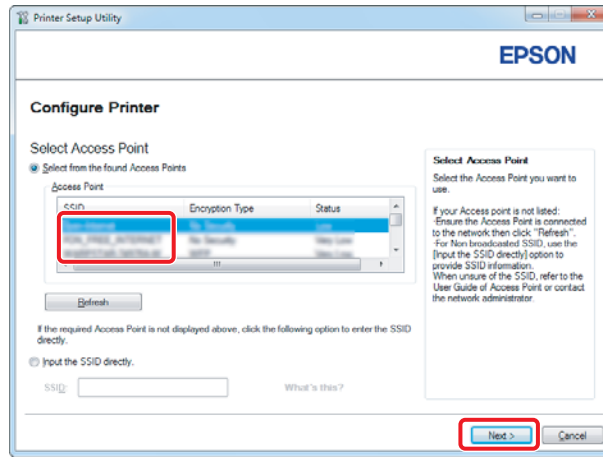 Printer Setup Utility
EPSON
Configure Printer
Select Access Point
Select from the found Access Points
Access Point
SSID Encryption Type Status
Refresh
If the required Access Point is not displayed above, click the following option to enter the SSID
directly.
Input the SSID directly.
SSID: What's this?
Select Access Point
Select the Access Point you want to
use.
If your Access point is not listed:
·Ensure the Access Point is connected
to the network then click "Refresh".
·For Non broadcasted SSID, use the
[Input the SSID directly] option to
provide SSID information.
When unsure of the SSID, refer to the
User Guide of Access Point or contact
the network administrator.
Next >
Cancel